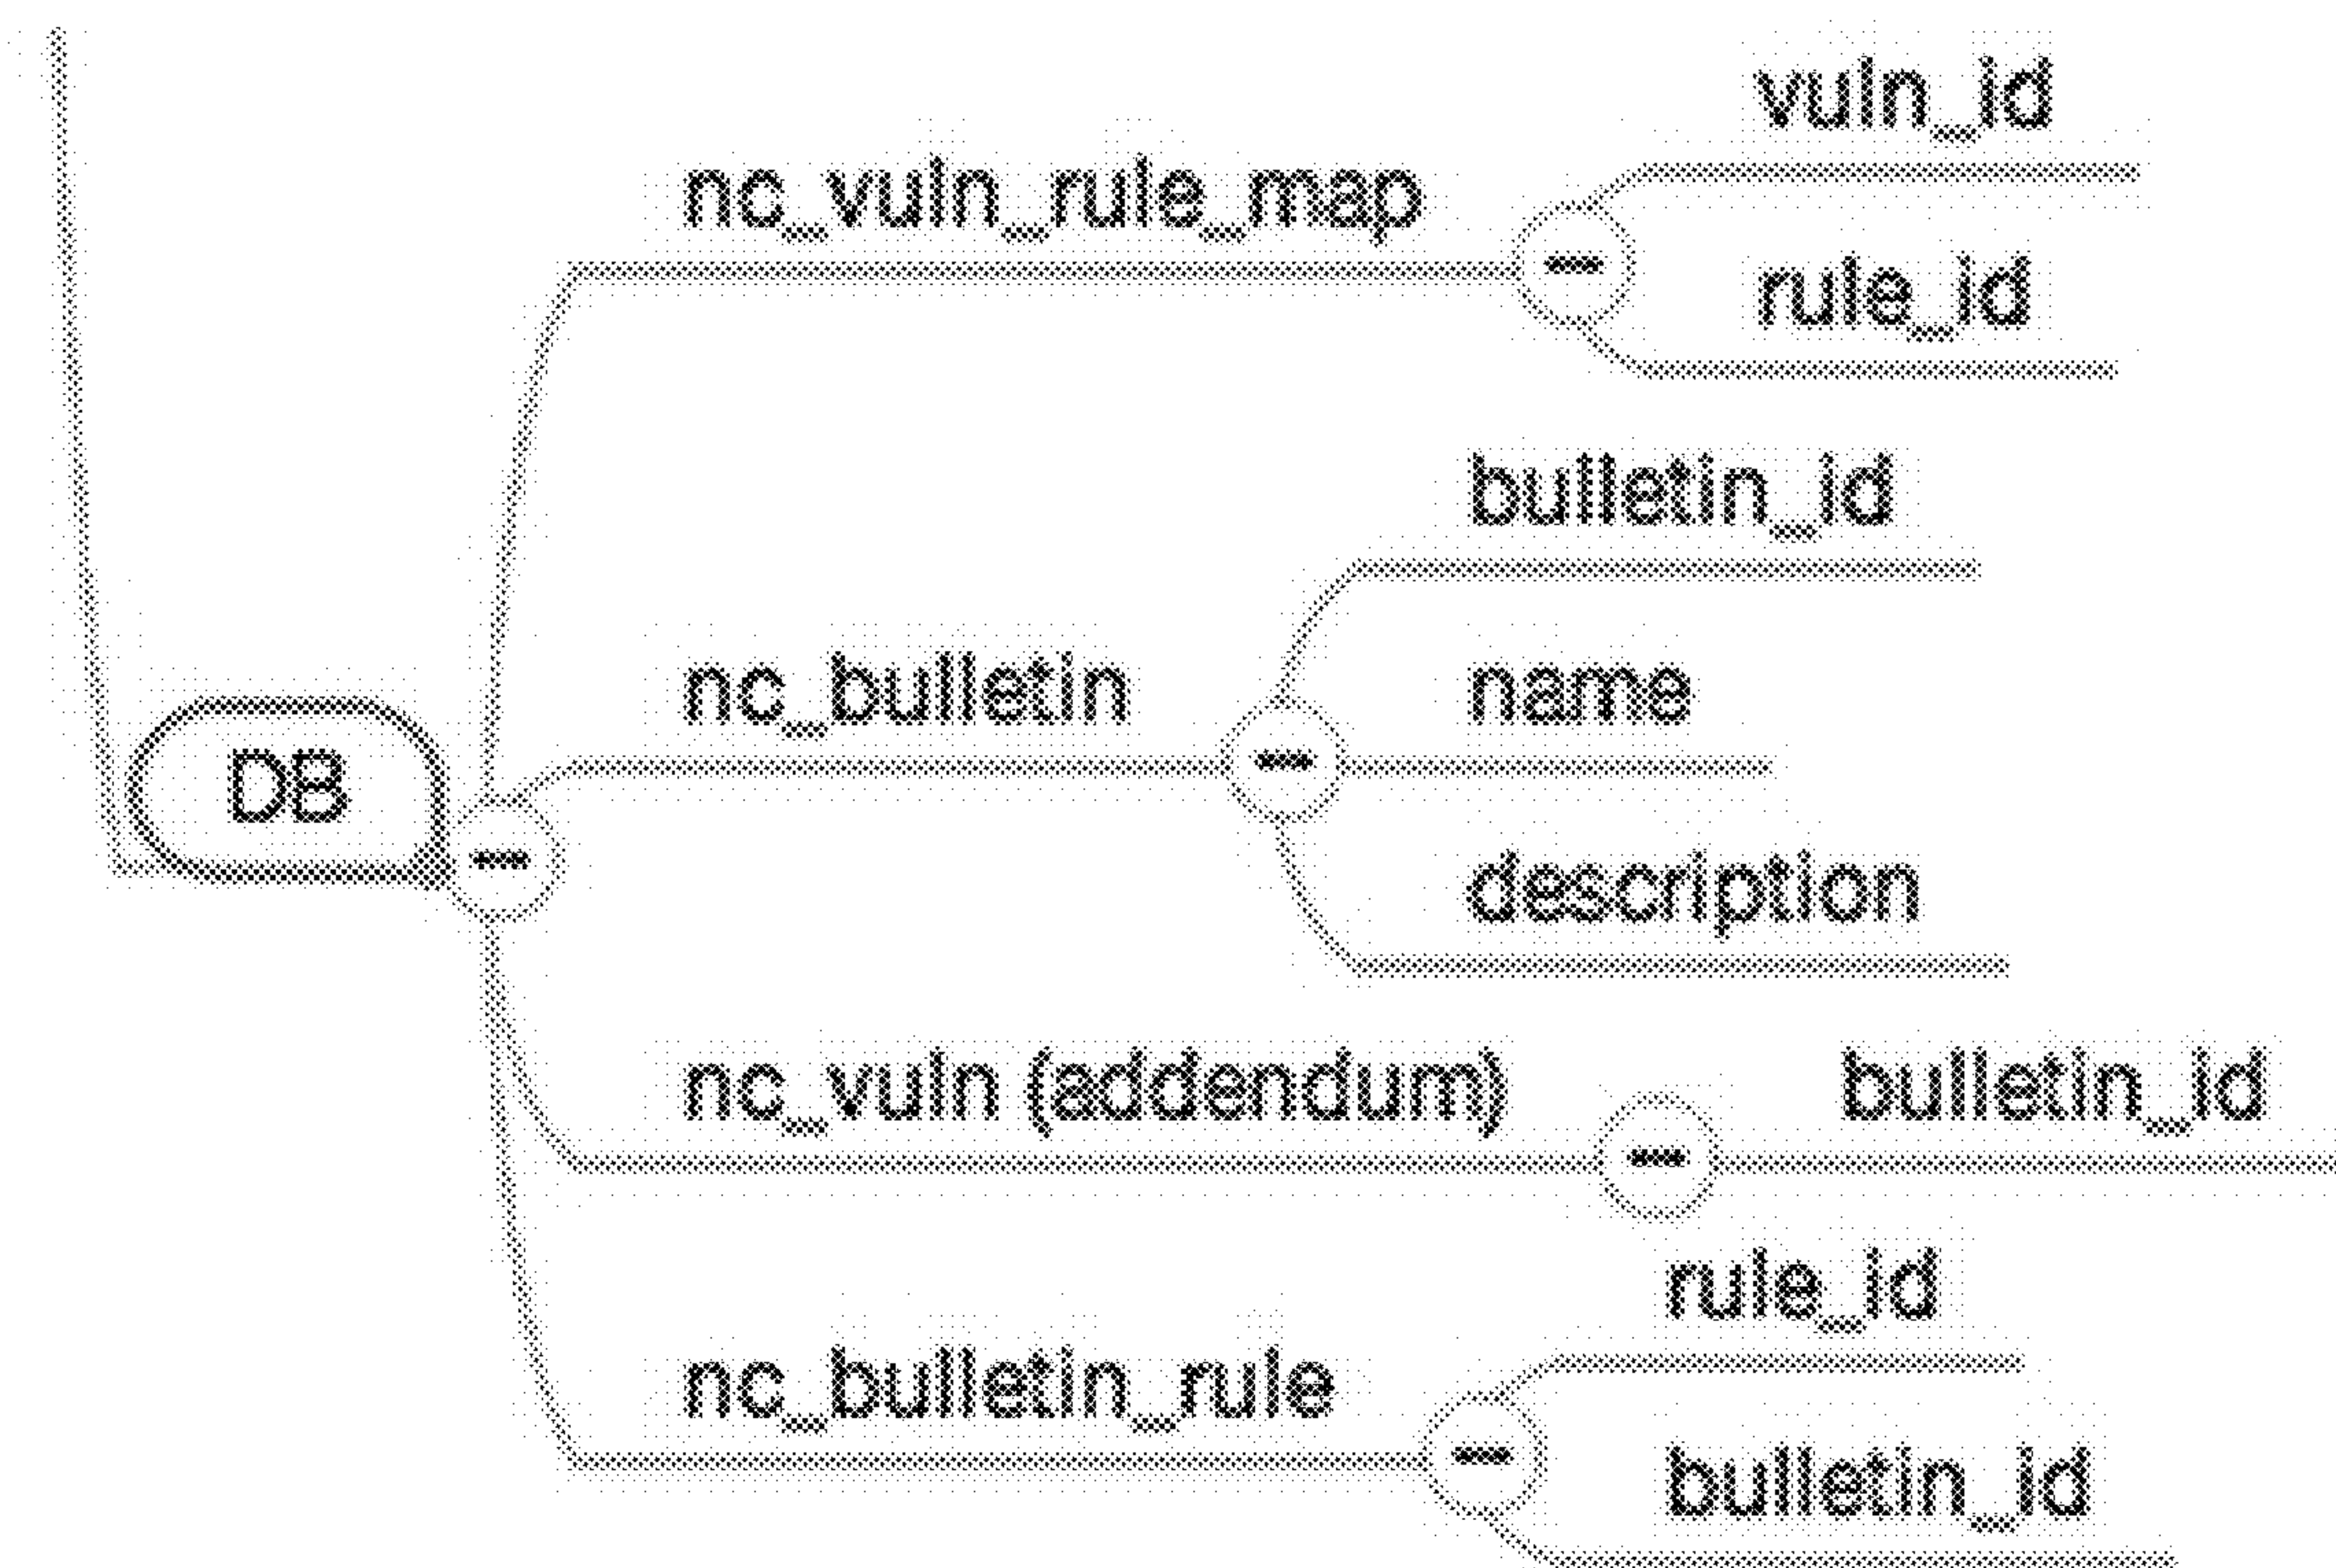 vuln_id
nc_vuln_rule_map
rule_id
bulletin_id
nc_bulletin
name
DB
description
nc_vuln (addendum)
bulletin_id
rule_id
nc_bulletin_rule
bulletin_id